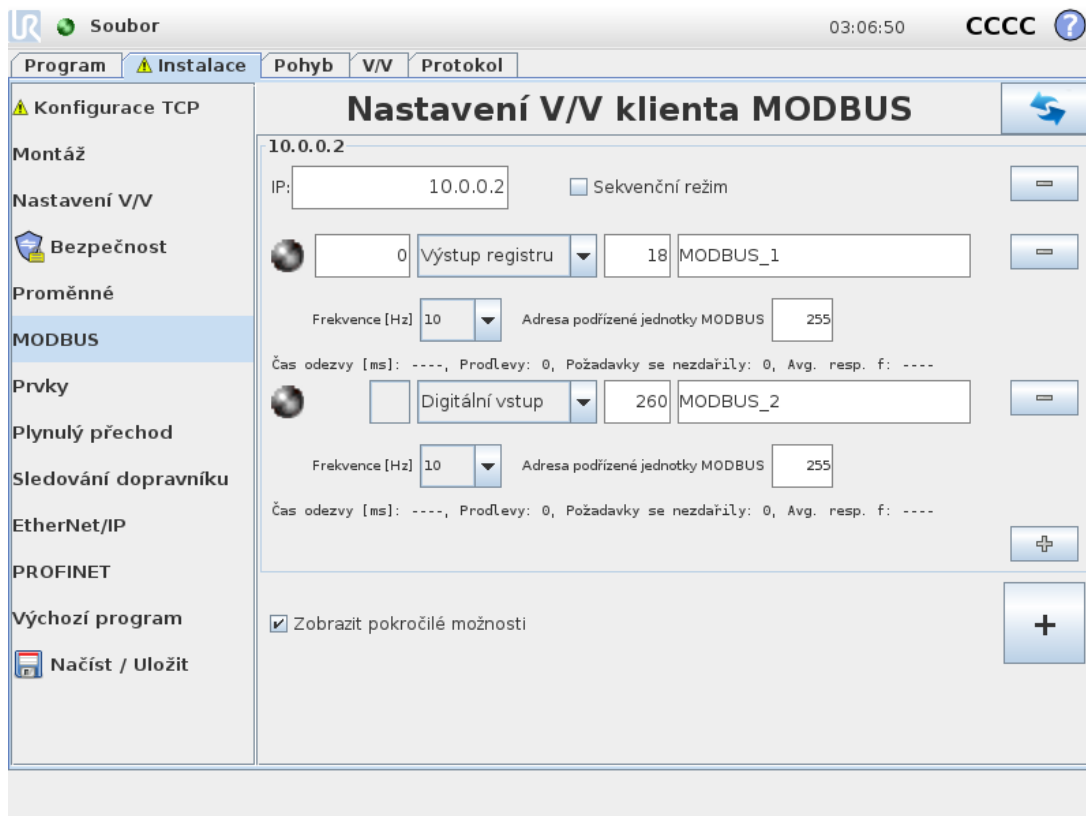 UR Soubor 03:06:50 CCCC ?
Program Instalace Pohyb V/V Protokol
Konfigurace TCP
Montáž
Nastavení V/V
Bezpečnost
Proměnné
MODBUS
Prvky
Plynulý přechod
Sledování dopravníku
EtherNet/IP
PROFINET
Výchozí program
Načíst / Uložit
Nastavení V/V klienta MODBUS
10.0.0.2
IP: 10.0.0.2 Sekvenční režim
0 Výstup registru 18 MODBUS_1
Frekvence [Hz] 10 Adresa podřízené jednotky MODBUS 255
Čas odezvy [ms]: ----, Prodlevy: 0, Požadavky se nezdařily: 0, Avg. resp. f: ----
Digitální vstup 260 MODBUS_2
Frekvence [Hz] 10 Adresa podřízené jednotky MODBUS 255
Čas odezvy [ms]: ----, Prodlevy: 0, Požadavky se nezdařily: 0, Avg. resp. f: ----
Zobrazit pokročilé možnosti